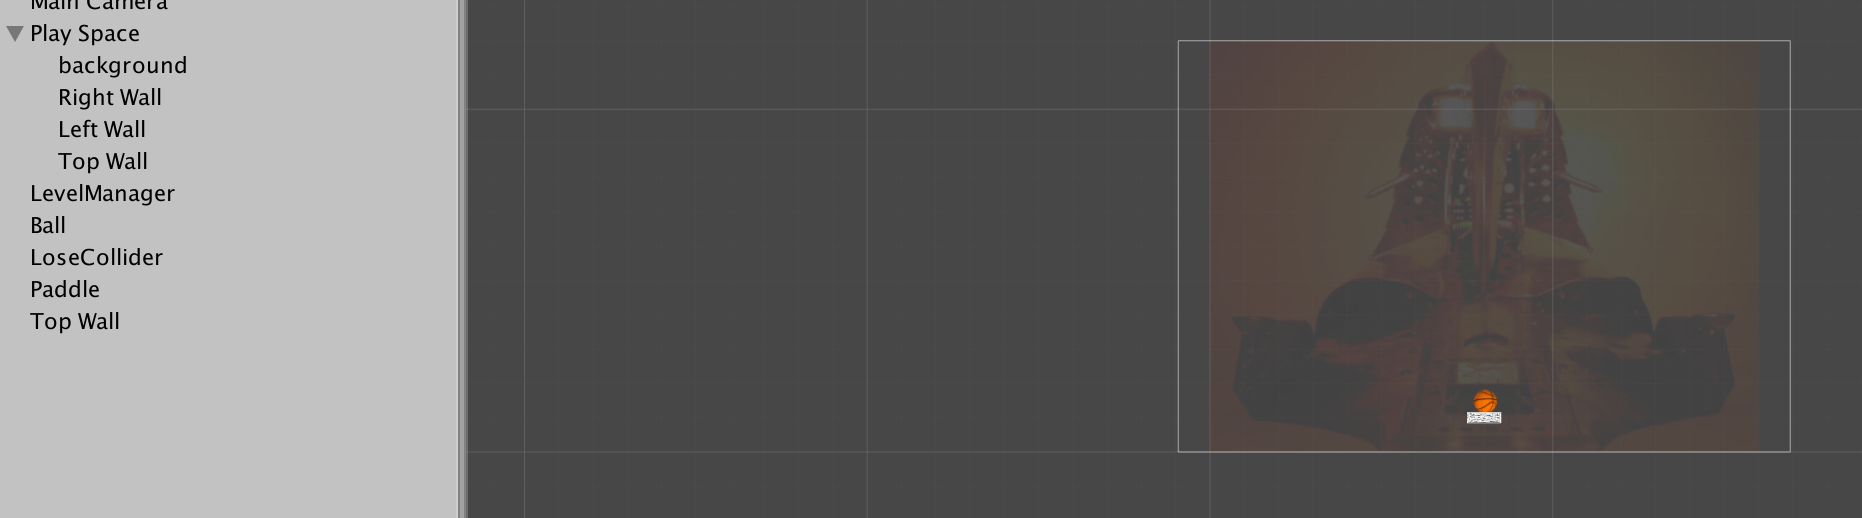 Main Camera
Play Space
background
Right Wall
Left Wall
Top Wall
LevelManager
Ball
LoseCollider
Paddle
Top Wall